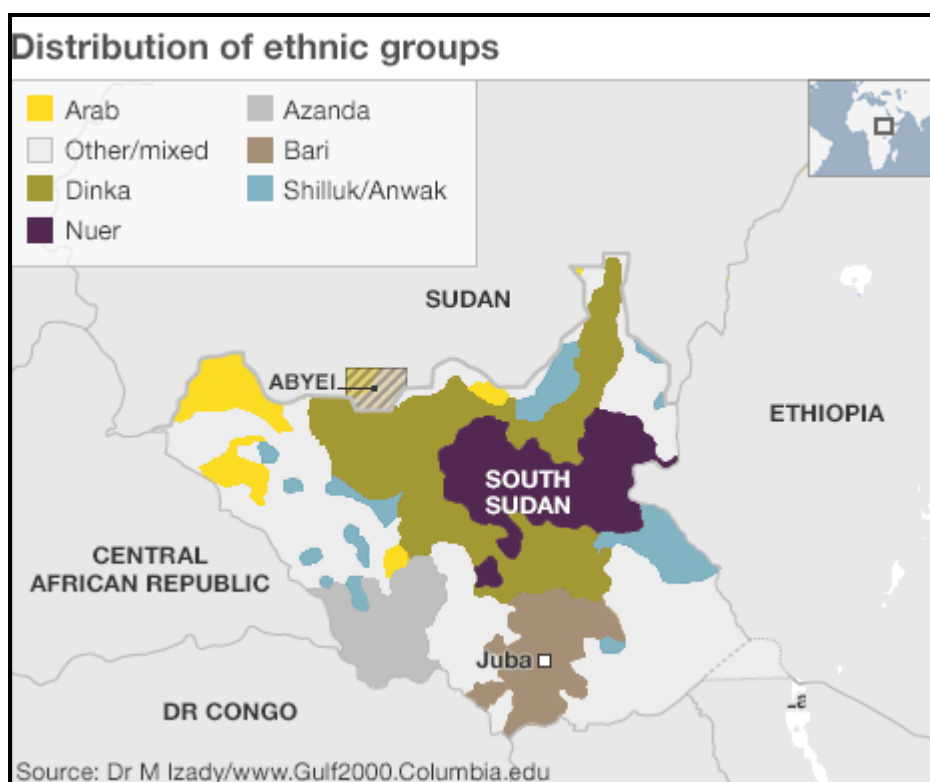 Distribution of ethnic groups
Arab
Other/mixed
Dinka
Nuer
Azanda
Bari
Shilluk/Anwak
SUDAN
ABYEI
ETHIOPIA
SOUTH
SUDAN
CENTRAL
AFRICAN REPUBLIC
Juba
DR CONGO
La
Source: Dr M Izady/www.Gulf2000.Columbia.edu